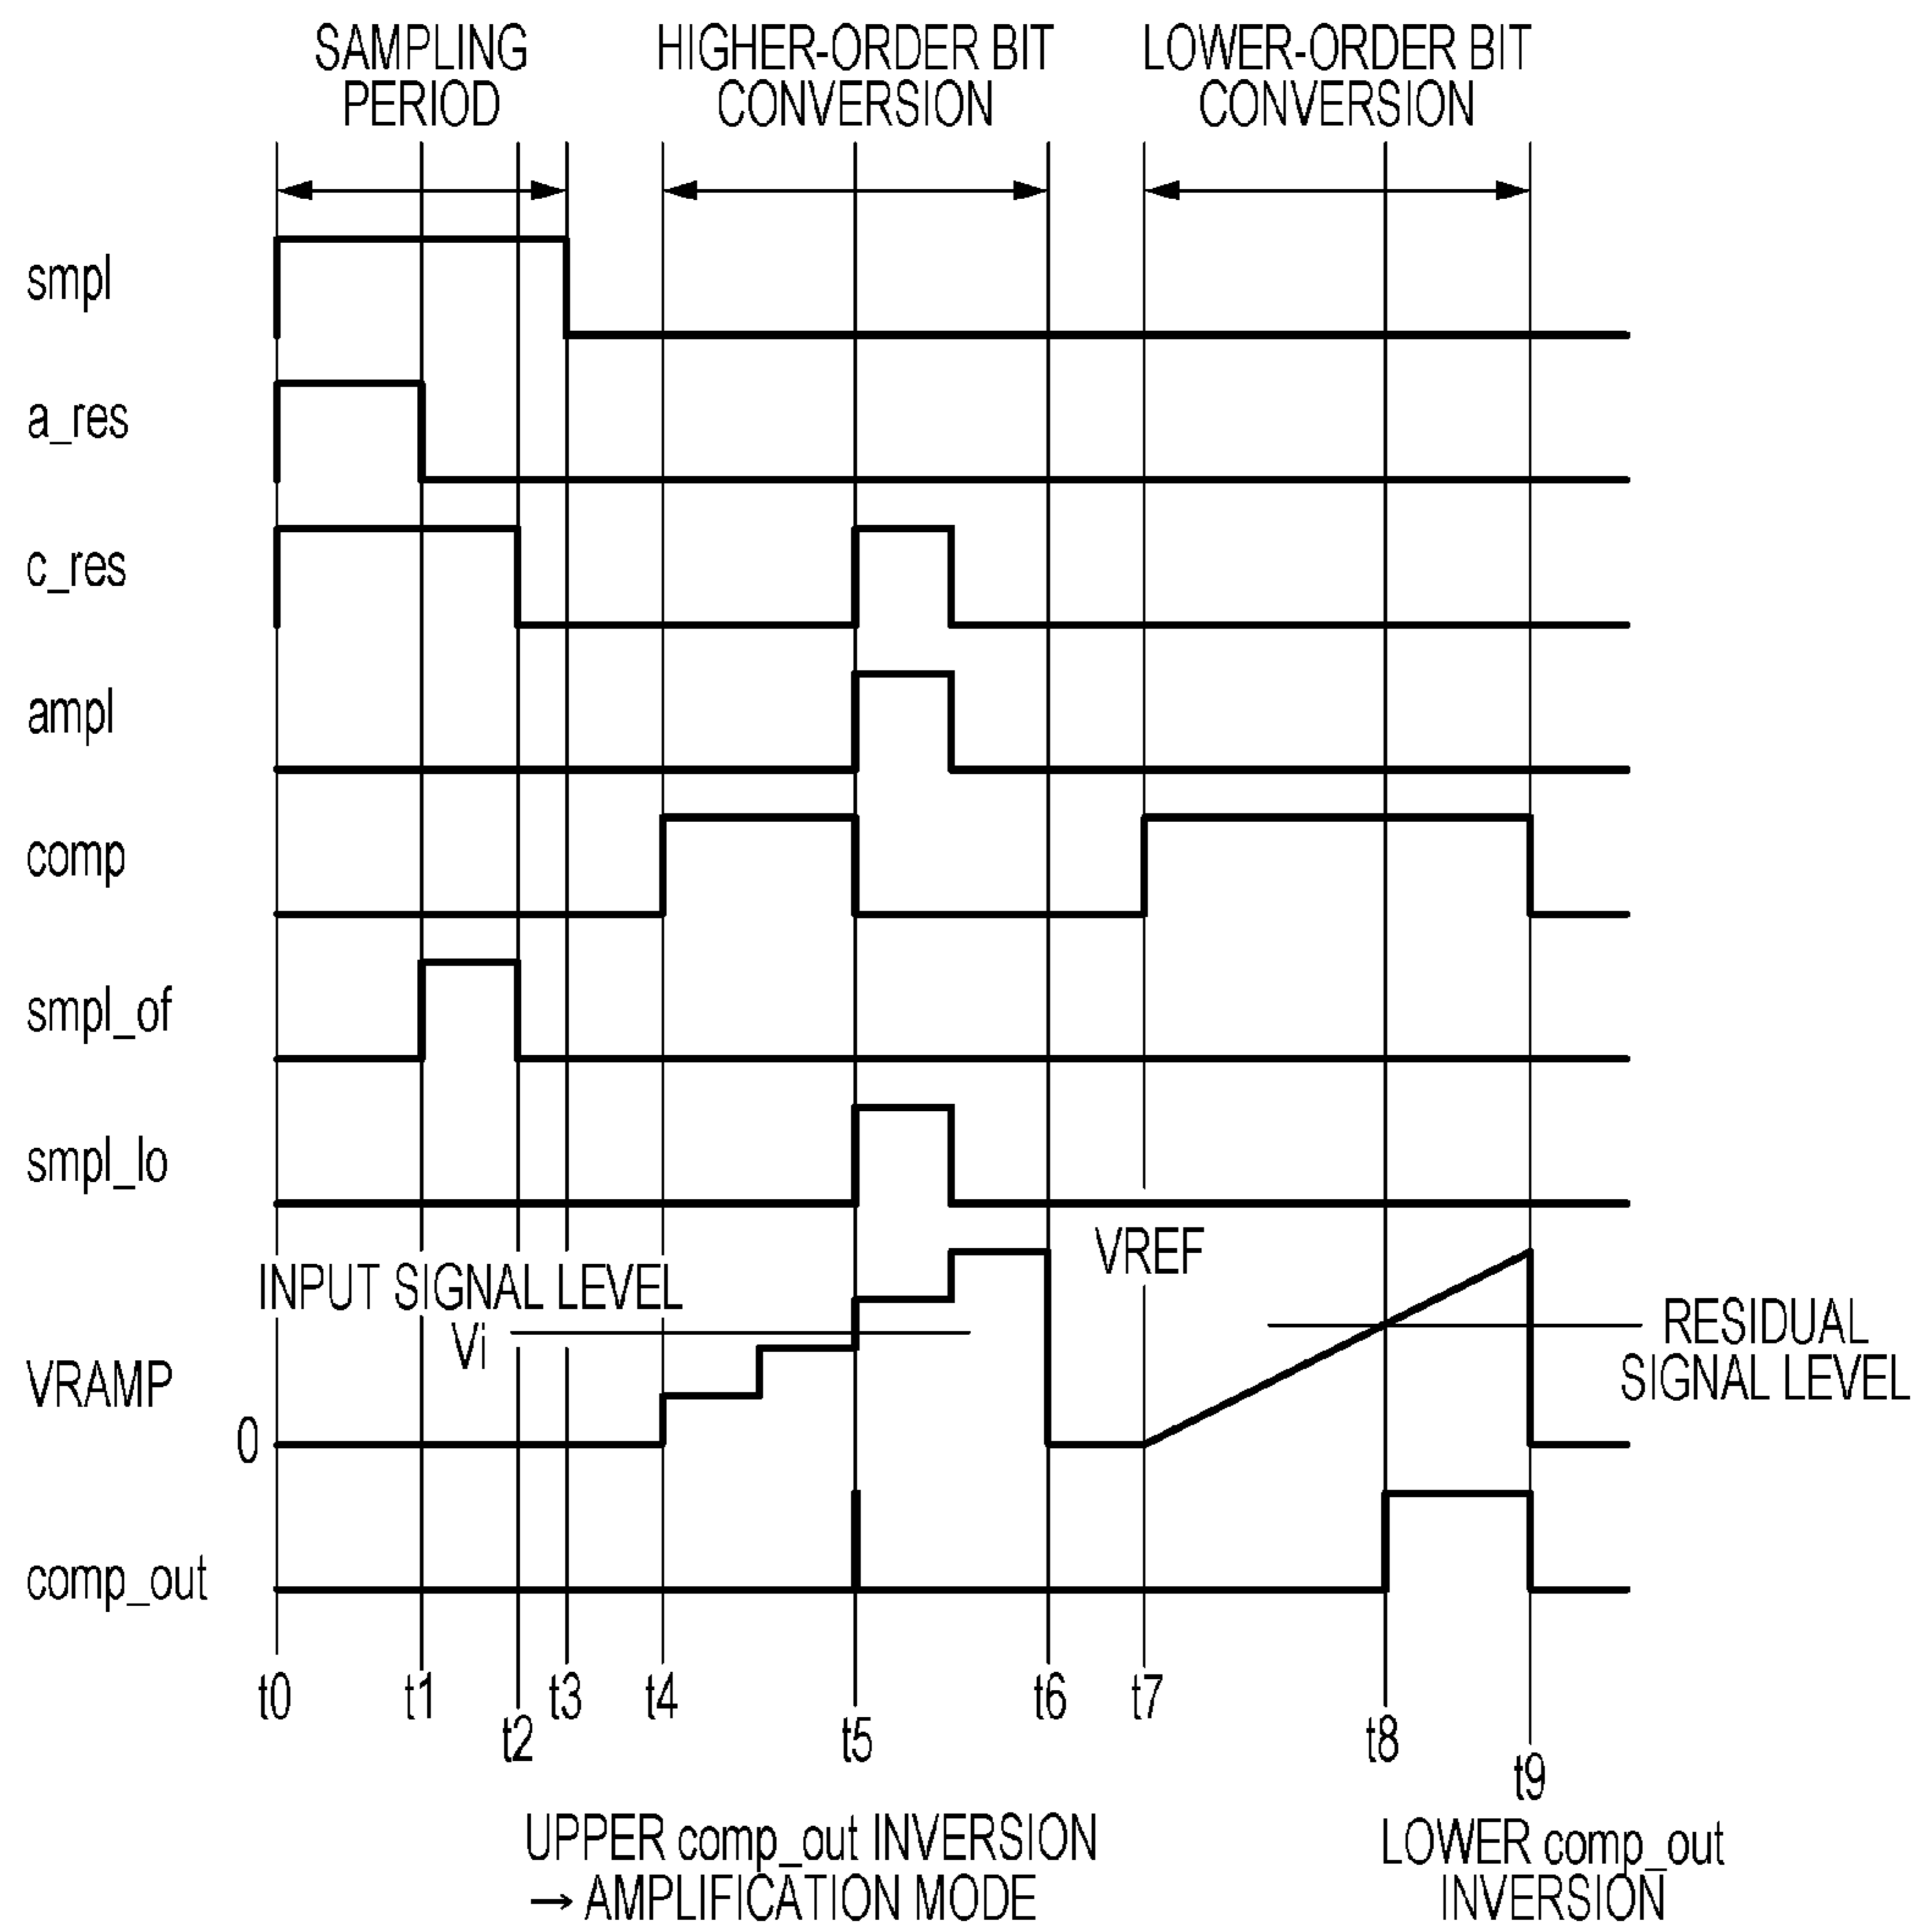 SAMPLING
PERIOD
HIGHER-ORDER BIT
CONVERSION
LOWER-ORDER BIT
CONVERSION
smpl
a_res
c_res
ampl
comp
smpl_of
smpl_lo
VREF
INPUT SIGNAL LEVEL
Vi
RESIDUAL
SIGNAL LEVEL
VRAMP
0
comp_out
t0
t1
t2
t3
t4
t5
t6
t7
t8
t9
UPPER comp_out INVERSION
→ AMPLIFICATION MODE
LOWER comp_out
INVERSION